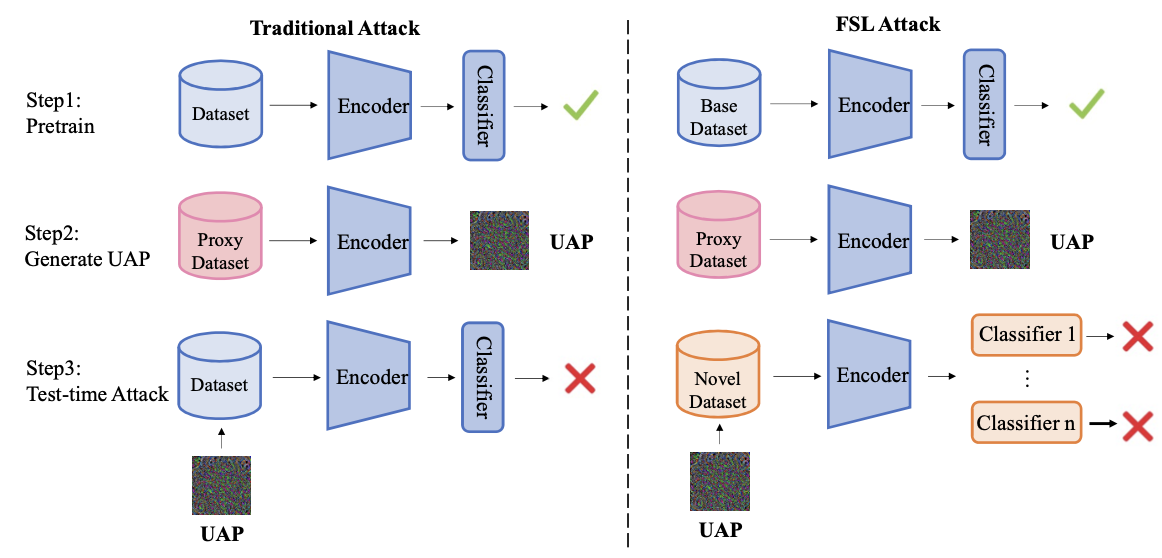 Traditional Attack
Step1:
Pretrain
Dataset
Encoder
Classifier
Step2:
Generate UAP
Proxy
Dataset
Encoder
UAP
Step3:
Test-time Attack
Dataset
Encoder
Classifier
UAP
FSL Attack
Base
Dataset
Encoder
Classifier
Proxy
Dataset
Encoder
UAP
Novel
Dataset
Encoder
Classifier 1
⋮
Classifier n
UAP